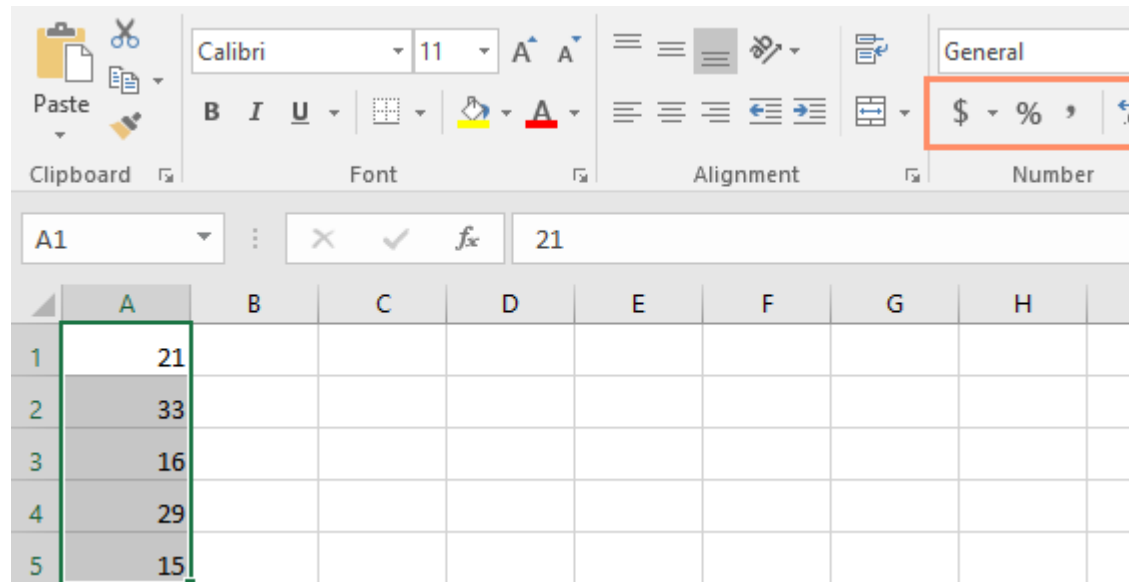 Calibri 11 A A General
Paste B I U A $ % ,
Clipboard Font Alignment Number
A1 fx 21
A B C D E F G H
1 21
2 33
3 16
4 29
5 15